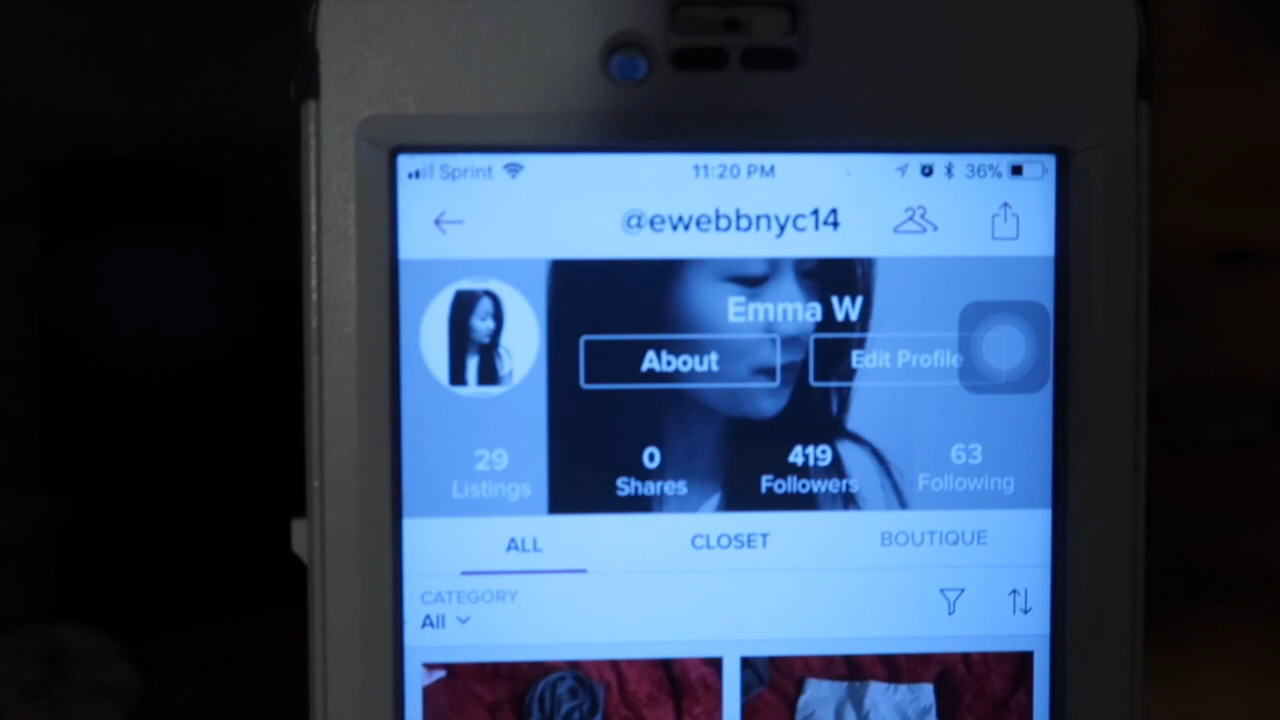 Sprint 11:20 PM 36%
@ewebbnyc14
Emma W
About Edit Profile
29 0 419 63
Listings Shares Followers Following
ALL CLOSET BOUTIQUE
CATEGORY
All